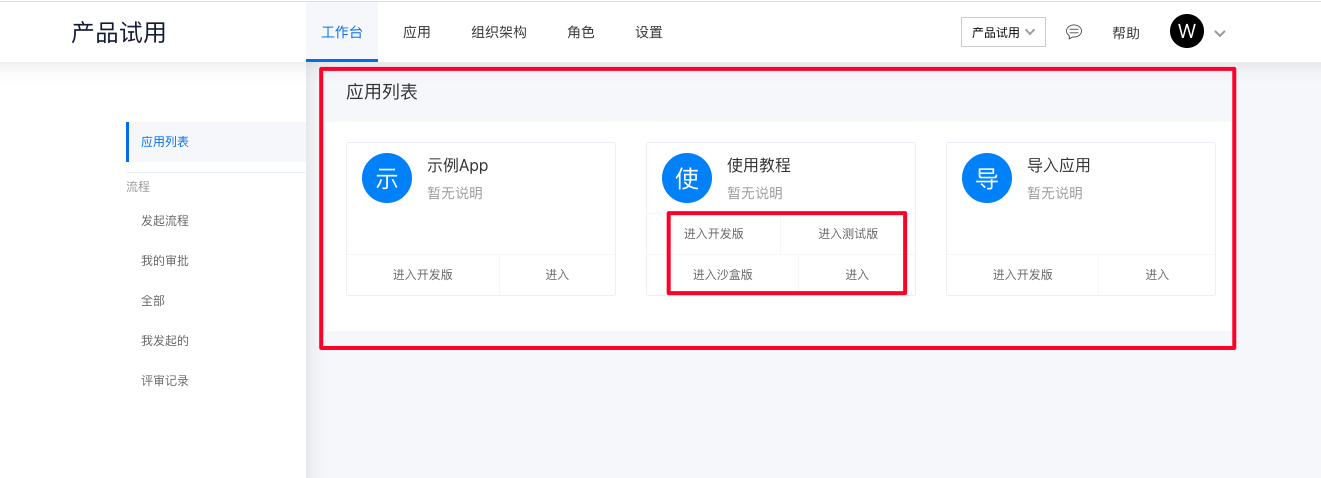 产品试用
工作台 应用 组织架构 角色 设置
产品试用 帮助 W
应用列表
流程
发起流程
我的审批
全部
我发起的
评审记录
应用列表
示 示例App
暂无说明
进入开发版 进入
使 使用教程
暂无说明
进入开发版 进入测试版
进入沙盒版 进入
导 导入应用
暂无说明
进入开发版 进入